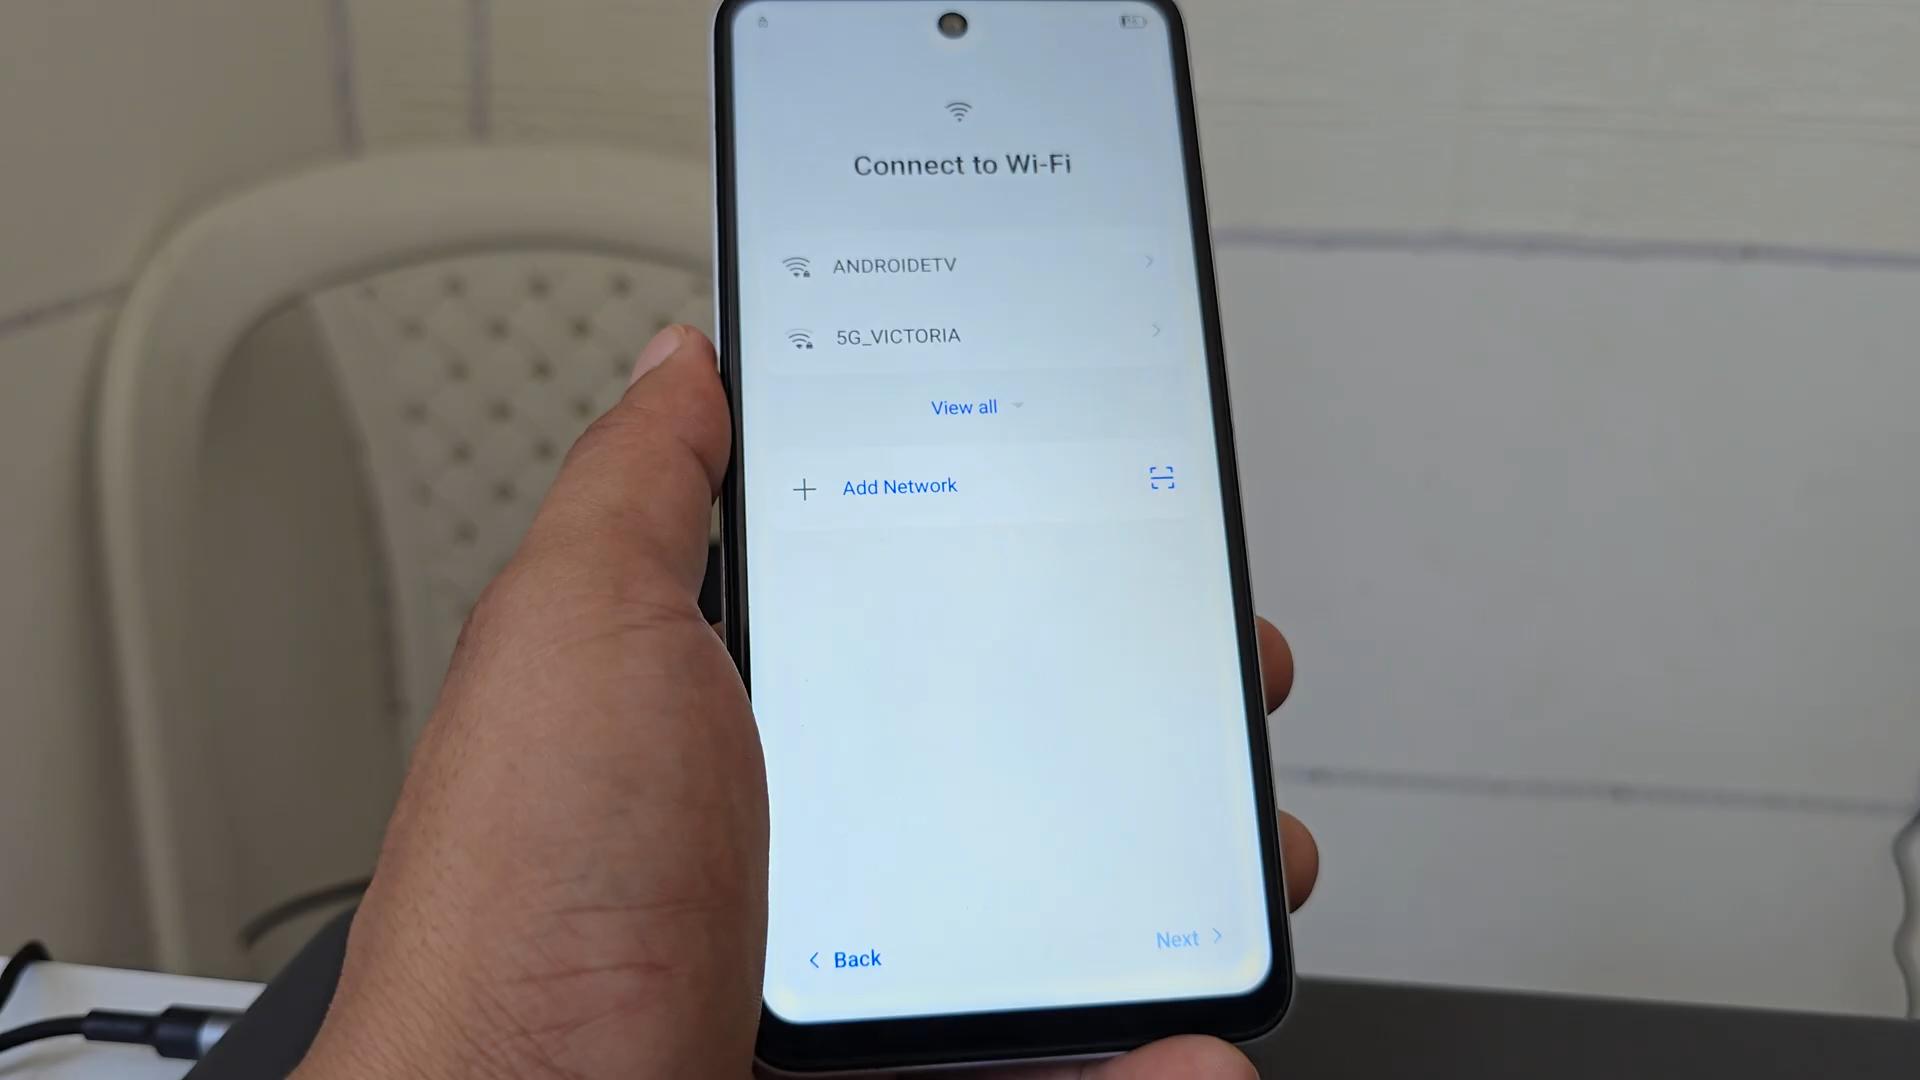 Connect to Wi-Fi
ANDROIDETV
5G_VICTORIA
View all
Add Network
Back
Next